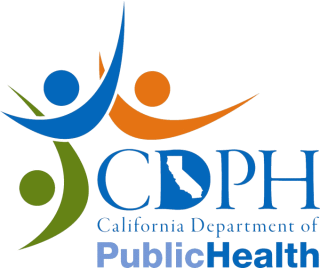 CDPH
California Department of
PublicHealth